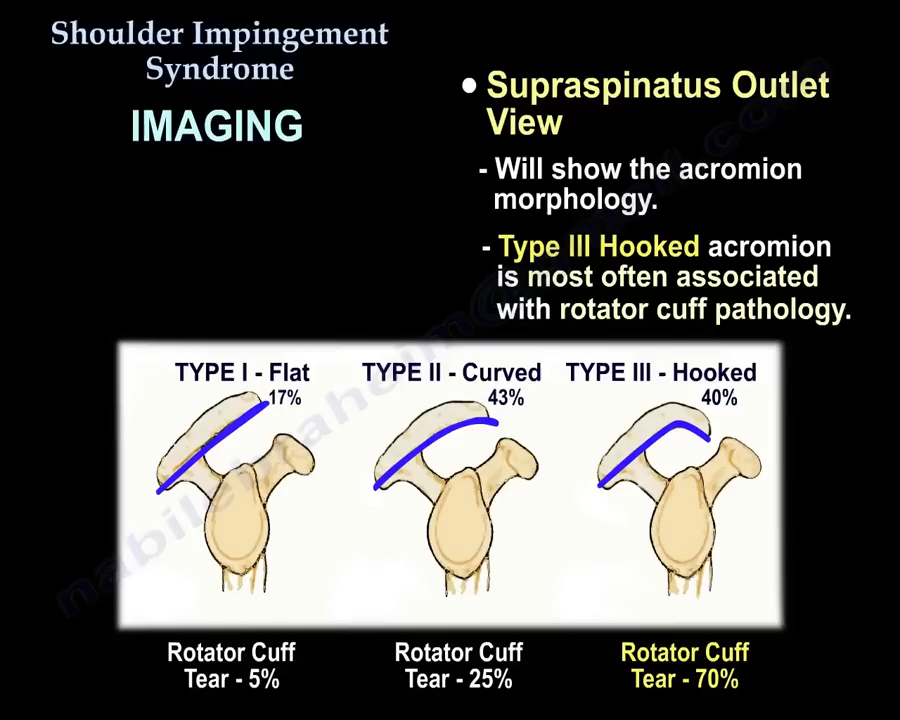 Shoulder Impingement
Syndrome
IMAGING
• Supraspinatus Outlet
View
- Will show the acromion
morphology.
- Type III Hooked acromion
is most often associated
with rotator cuff pathology.
TYPE I - Flat
17%
TYPE II - Curved
43%
TYPE III - Hooked
40%
Rotator Cuff
Tear - 5%
Rotator Cuff
Tear - 25%
Rotator Cuff
Tear - 70%